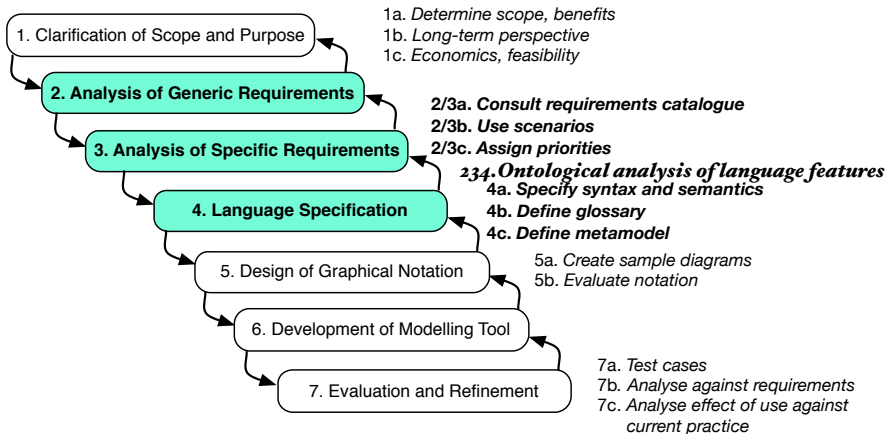 1a. Determine scope, benefits
1. Clarification of Scope and Purpose
1b. Long-term perspective
1c. Economics, feasibility
2. Analysis of Generic Requirements
2/3a. Consult requirements catalogue
2/3b. Use scenarios
3. Analysis of Specific Requirements
2/3c. Assign priorities
234.Ontological analysis of language features
4a. Specify syntax and semantics
4. Language Specification
4b. Define glossary
4c. Define metamodel
5. Design of Graphical Notation
5a. Create sample diagrams
5b. Evaluate notation
6. Development of Modelling Tool
7a. Test cases
7. Evaluation and Refinement
7b. Analyse against requirements
7c. Analyse effect of use against
current practice